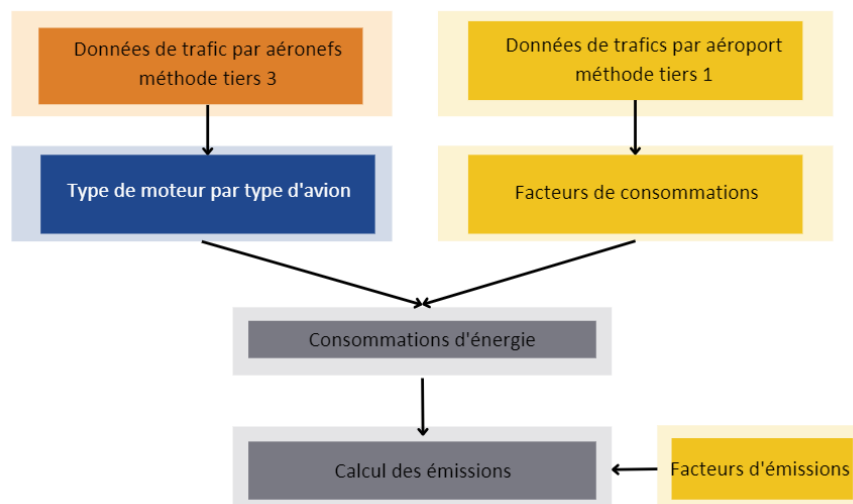 Données de trafic par aéronefs
méthode tiers 3
Données de trafics par aéroport
méthode tiers 1
Type de moteur par type d'avion
Facteurs de consommations
Consommations d'énergie
Calcul des émissions
Facteurs d'émissions